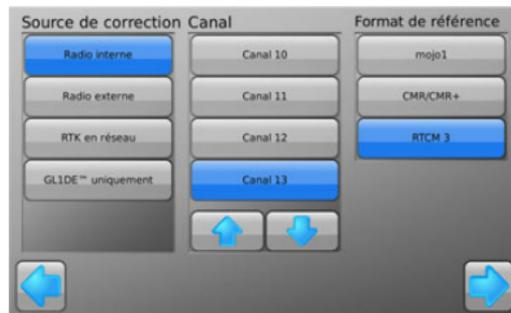 Source de correction
Canal
Format de référence
Radio interne
Canal 10
mojo1
Radio externe
Canal 11
CMR/CMR+
RTK en réseau
Canal 12
RTCM 3
GL1DE™ uniquement
Canal 13